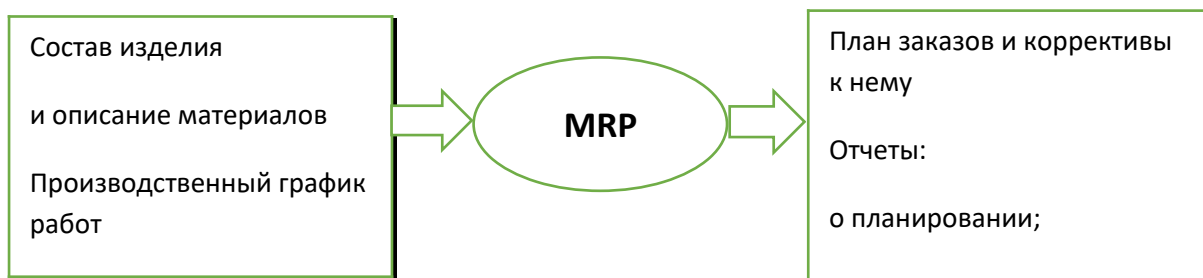 Состав изделия
и описание материалов
Производственный график
работ
MRP
План заказов и коррективы
к нему
Отчеты:
о планировании;